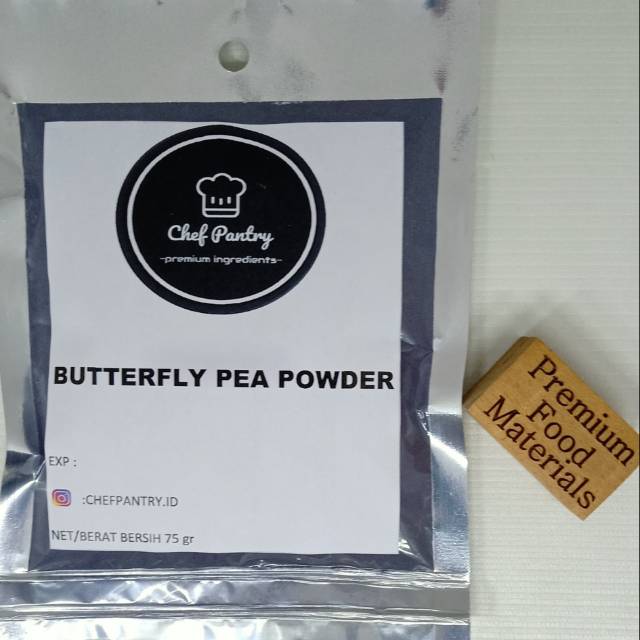 Chef Pantry
-premium ingredients-
BUTTERFLY PEA POWDER
EXP :
:CHEFPANTRY.ID
NET/BERAT BERSIH 75 gr
Premium
Food
Materials